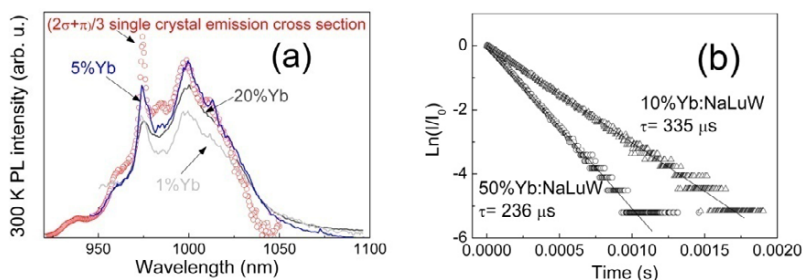 (2σ+π)/3 single crystal emission cross section
(a)
5%Yb
20%Yb
1%Yb
300 K PL intensity (arb. u.)
950 1000 1050 1100
Wavelength (nm)
(b)
0
-2
-4
-6
Ln(I/I0)
10%Yb:NaLuW
τ= 335 μs
50%Yb:NaLuW
τ= 236 μs
0.0000 0.0005 0.0010 0.0015 0.0020
Time (s)